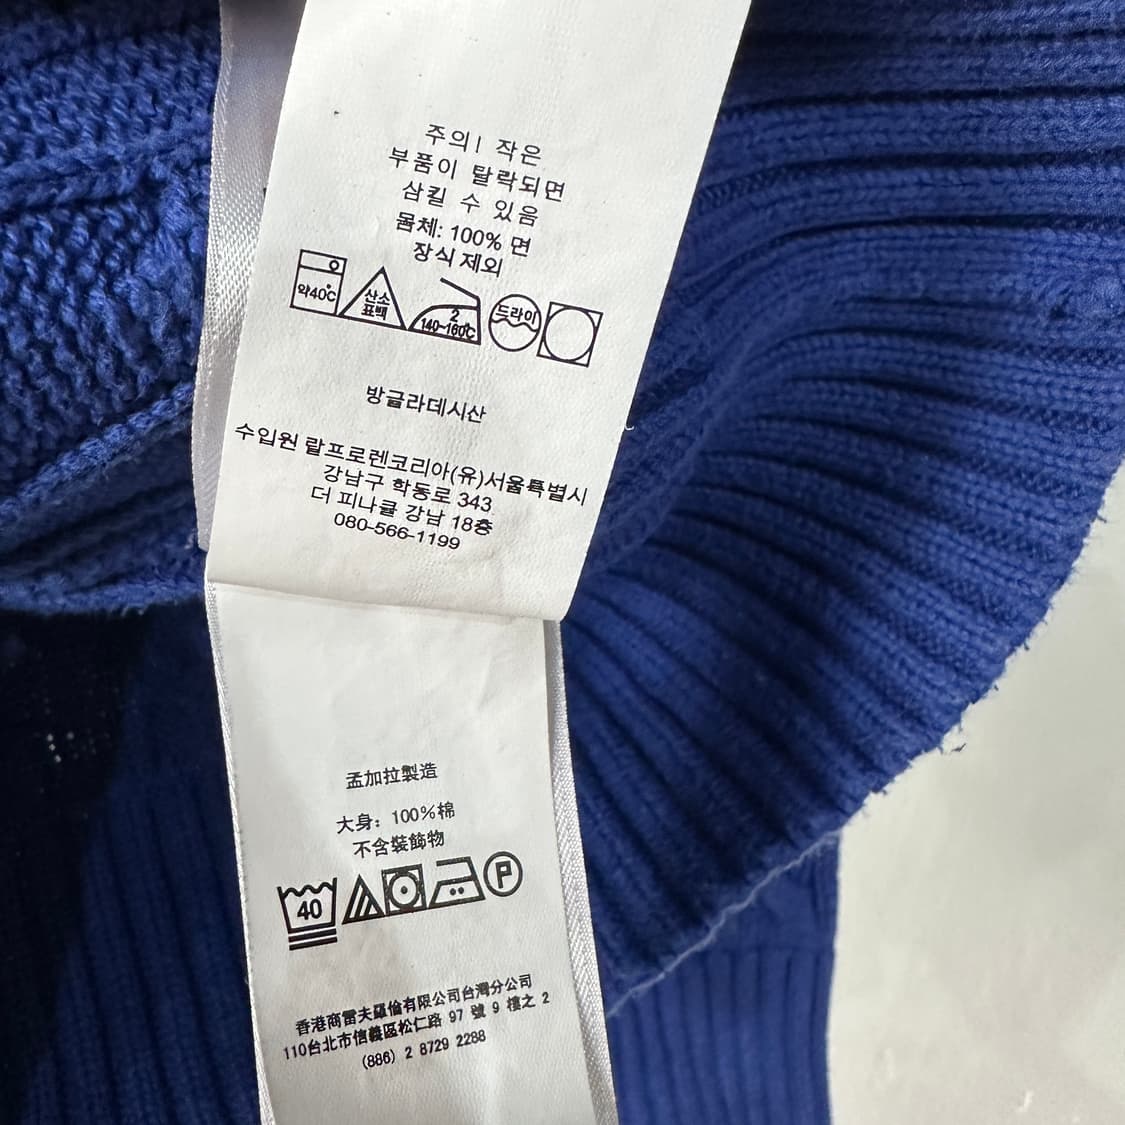 주의! 작은
부품이 탈락되면
삼킬 수 있음
몸체: 100% 면
장식 제외
약40℃
산소
표백
2
140~160℃
드라이
방글라데시산
수입원 랄프로렌코리아(유)서울특별시
강남구 학동로 343
더 피나클 강남 18층
080-566-1199
孟加拉製造
大身: 100%棉
不含裝飾物
40
P
香港商雷夫羅倫有限公司台灣分公司
110台北市信義區松仁路 97 號 9 樓之 2
(886) 2 8729 2288